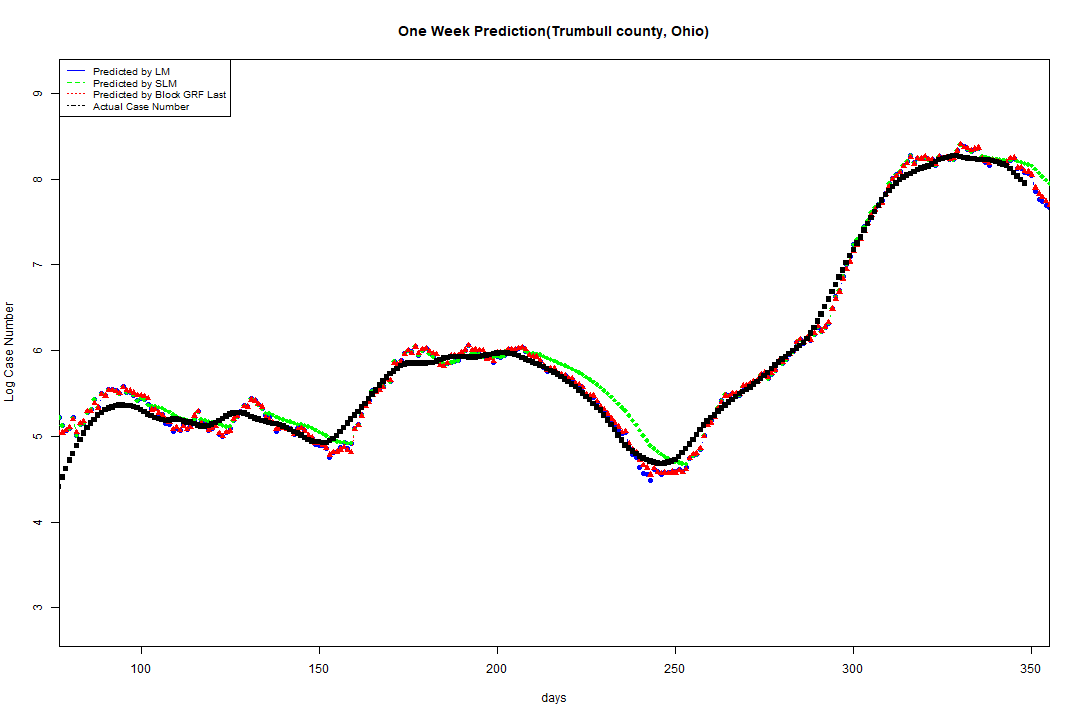 One Week Prediction(Trumbull county, Ohio)
Predicted by LM
Predicted by SLM
Predicted by Block GRF Last
Actual Case Number
9
8
7
6
5
4
3
Log Case Number
100 150 200 250 300 350
days